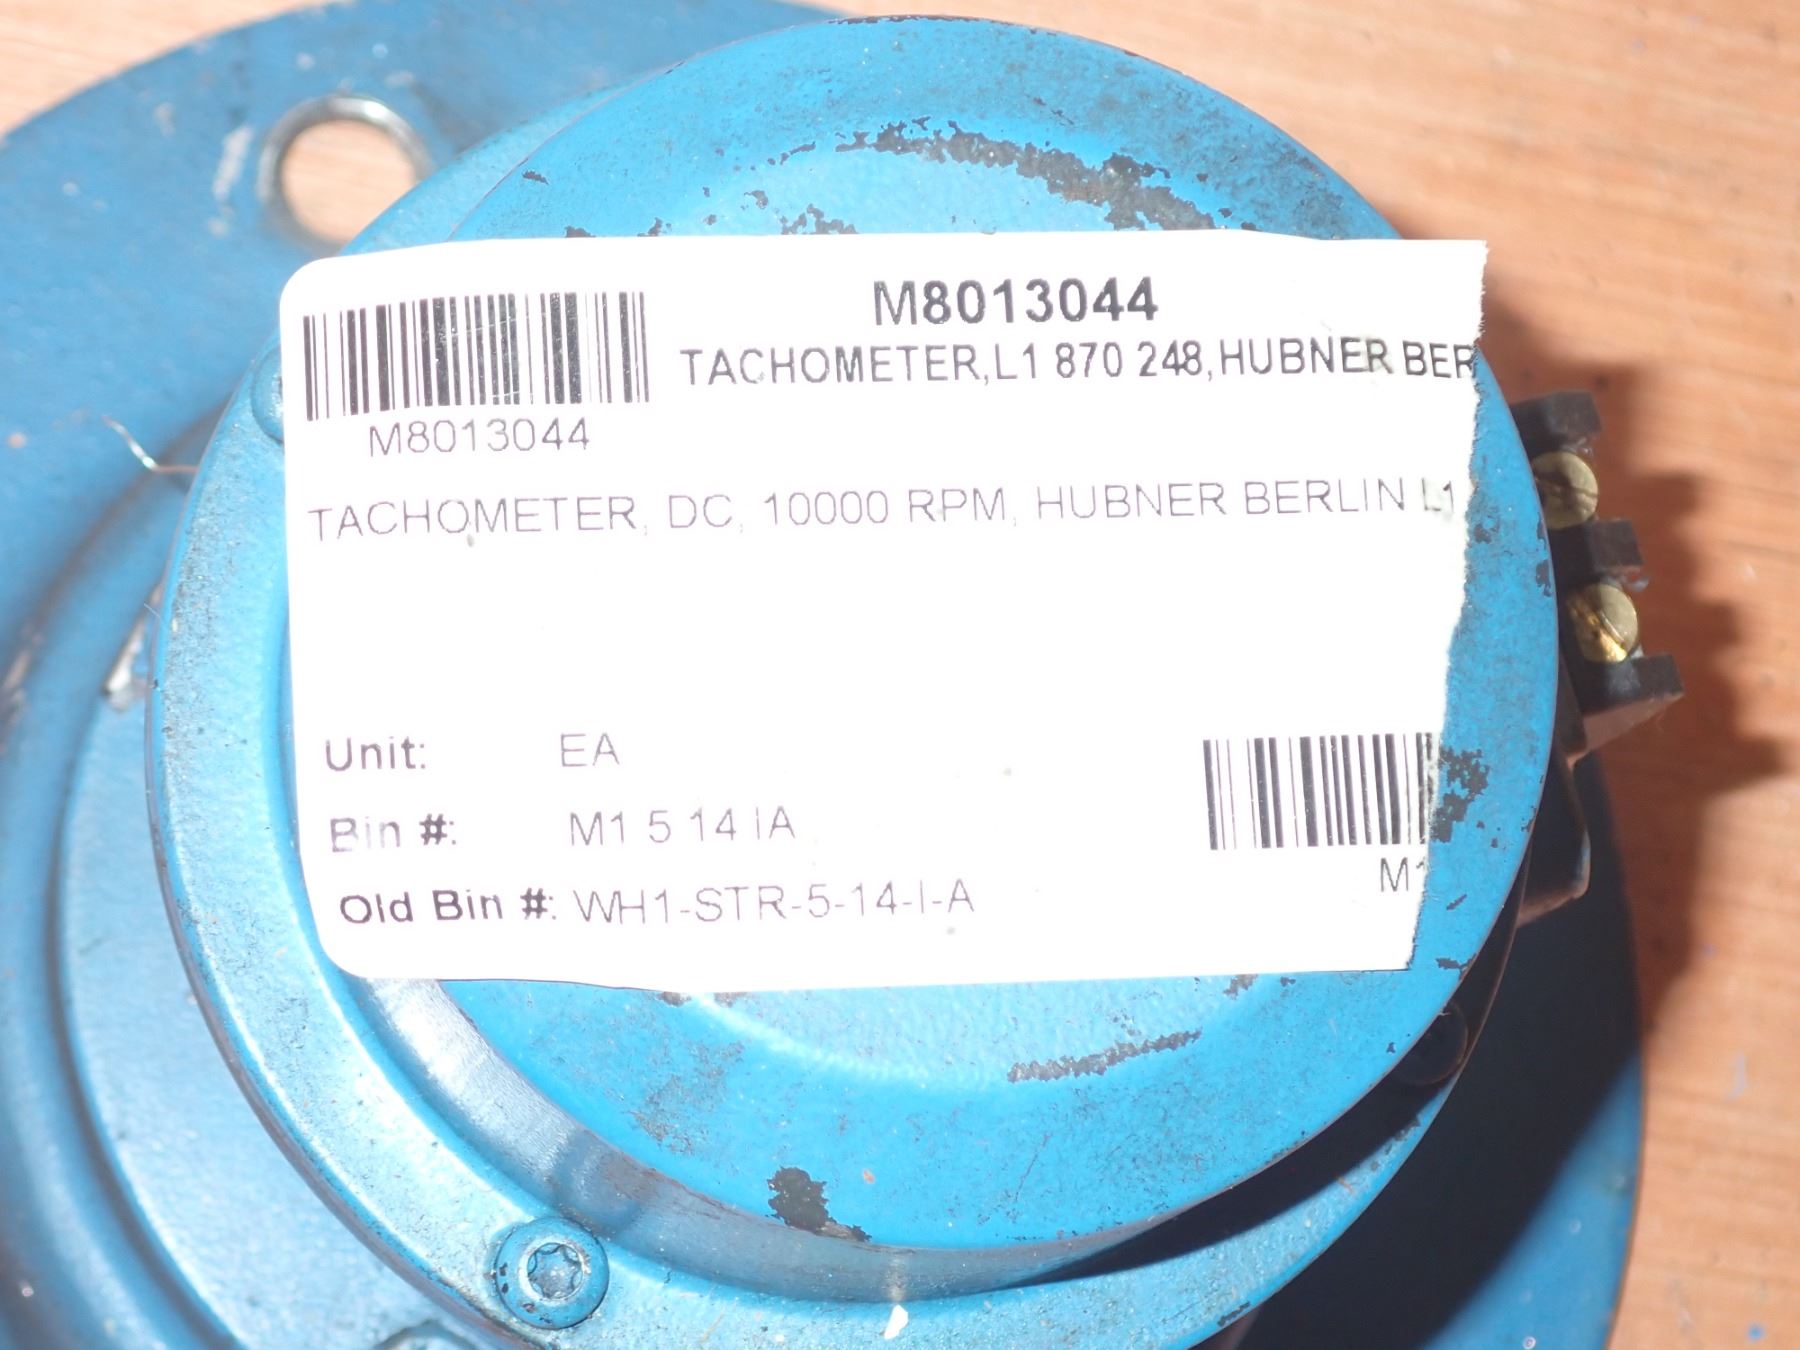 M8013044
TACHOMETER,L1 870 248,HUBNER BER
M8013044
TACHOMETER, DC, 10000 RPM, HUBNER BERLIN L1
Unit: EA
Bin #: M1 5 14 IA
Old Bin #: WH1-STR-5-14-I-A
M1